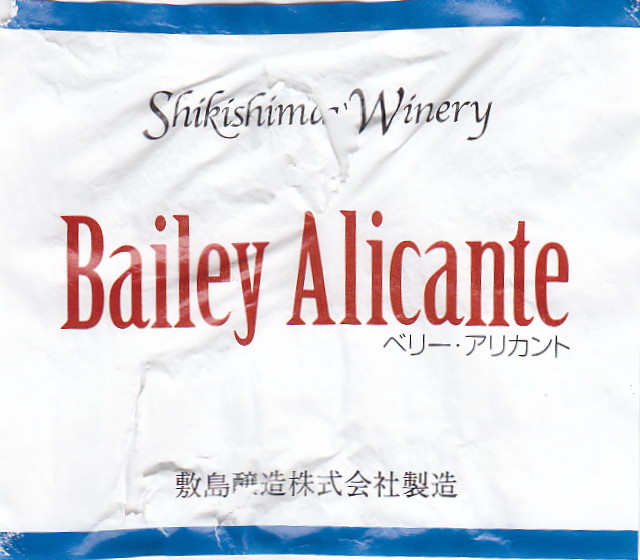 Shikishima Winery
Bailey Alicante
ベリー・アリカント
敷島醸造株式会社製造